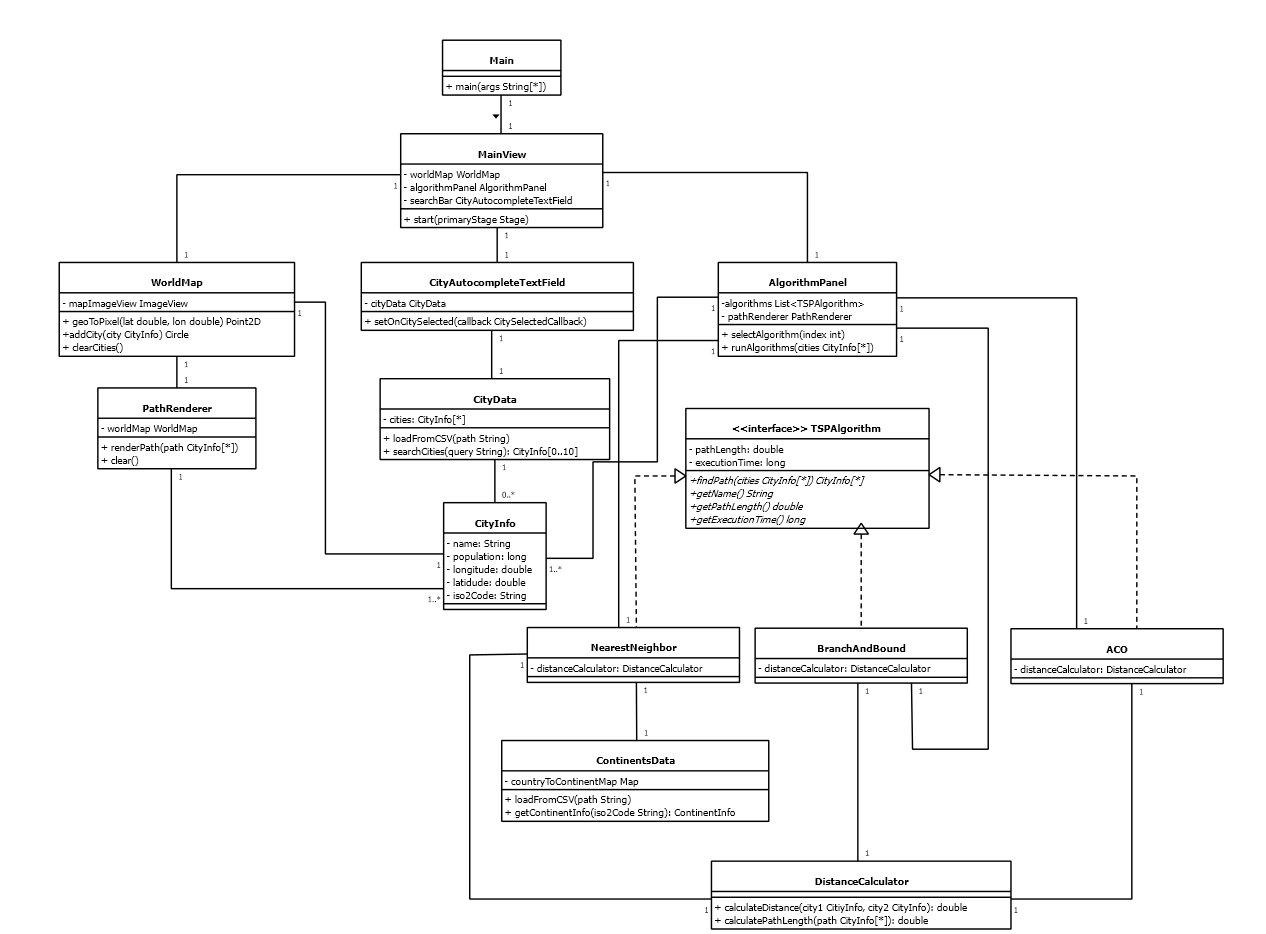 Main
+ main(args String[*])
1
1
MainView
- worldMap WorldMap
- algorithmPanel AlgorithmPanel
- searchBar CityAutocompleteTextField
+ start(primaryStage Stage)
1
1
1
1
1
1
WorldMap
- mapImageView ImageView
+ geoToPixel(lat double, lon double) Point2D
+addCity(city CityInfo) Circle
+ clearCities()
1
1
1
CityAutocompleteTextField
- cityData CityData
+ setOnCitySelected(callback CitySelectedCallback)
1
1
AlgorithmPanel
-algorithms List<TSPAlgorithm>
- pathRenderer PathRenderer
+ selectAlgorithm(index int)
+ runAlgorithms(cities CityInfo[*])
1
1
1
1
PathRenderer
- worldMap WorldMap
+ renderPath(path CityInfo[*])
+ clear()
1
CityData
- cities: CityInfo[*]
+ loadFromCSV(path String)
+ searchCities(query String): CityInfo[0..10]
1
0..*
<<interface>> TSPAlgorithm
- pathLength: double
- executionTime: long
+findPath(cities CityInfo[*]) CityInfo[*]
+getName() String
+getPathLength() double
+getExecutionTime() long
CityInfo
- name: String
- population: long
- longitude: double
- latidude: double
- iso2Code: String
1
1..*
1..*
1
1
NearestNeighbor
- distanceCalculator: DistanceCalculator
1
1
1
BranchAndBound
- distanceCalculator: DistanceCalculator
1
1
ACO
- distanceCalculator: DistanceCalculator
1
ContinentsData
- countryToContinentMap Map
+ loadFromCSV(path String)
+ getContinentInfo(iso2Code String): ContinentInfo
1
DistanceCalculator
+ calculateDistance(city1 CitiyInfo, city2 CityInfo): double
+ calculatePathLength(path CityInfo[*]): double
1
1